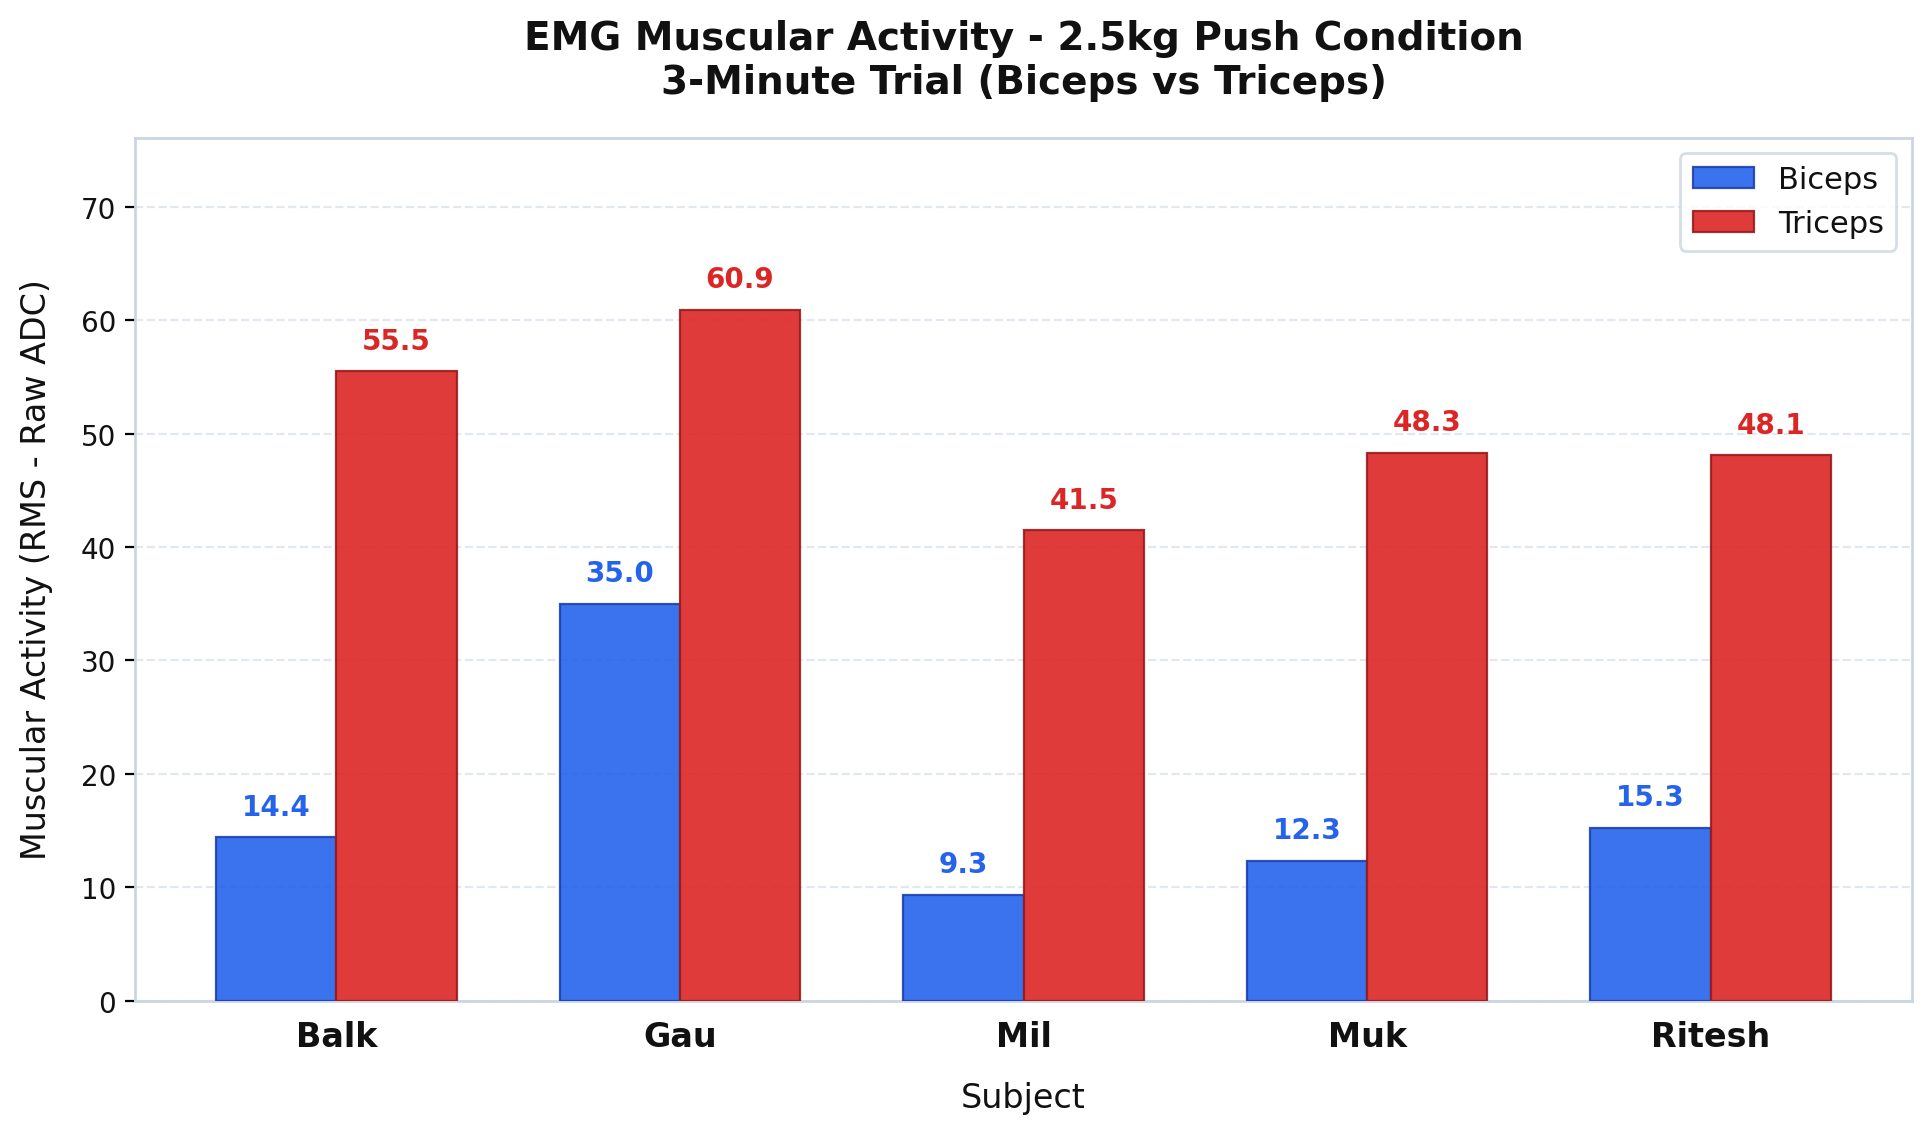 EMG Muscular Activity - 2.5kg Push Condition
3-Minute Trial (Biceps vs Triceps)
Muscular Activity (RMS - Raw ADC)
70
60
50
40
30
20
10
0
Biceps
Triceps
14.4
55.5
35.0
60.9
9.3
41.5
12.3
48.3
15.3
48.1
Balk
Gau
Mil
Muk
Ritesh
Subject